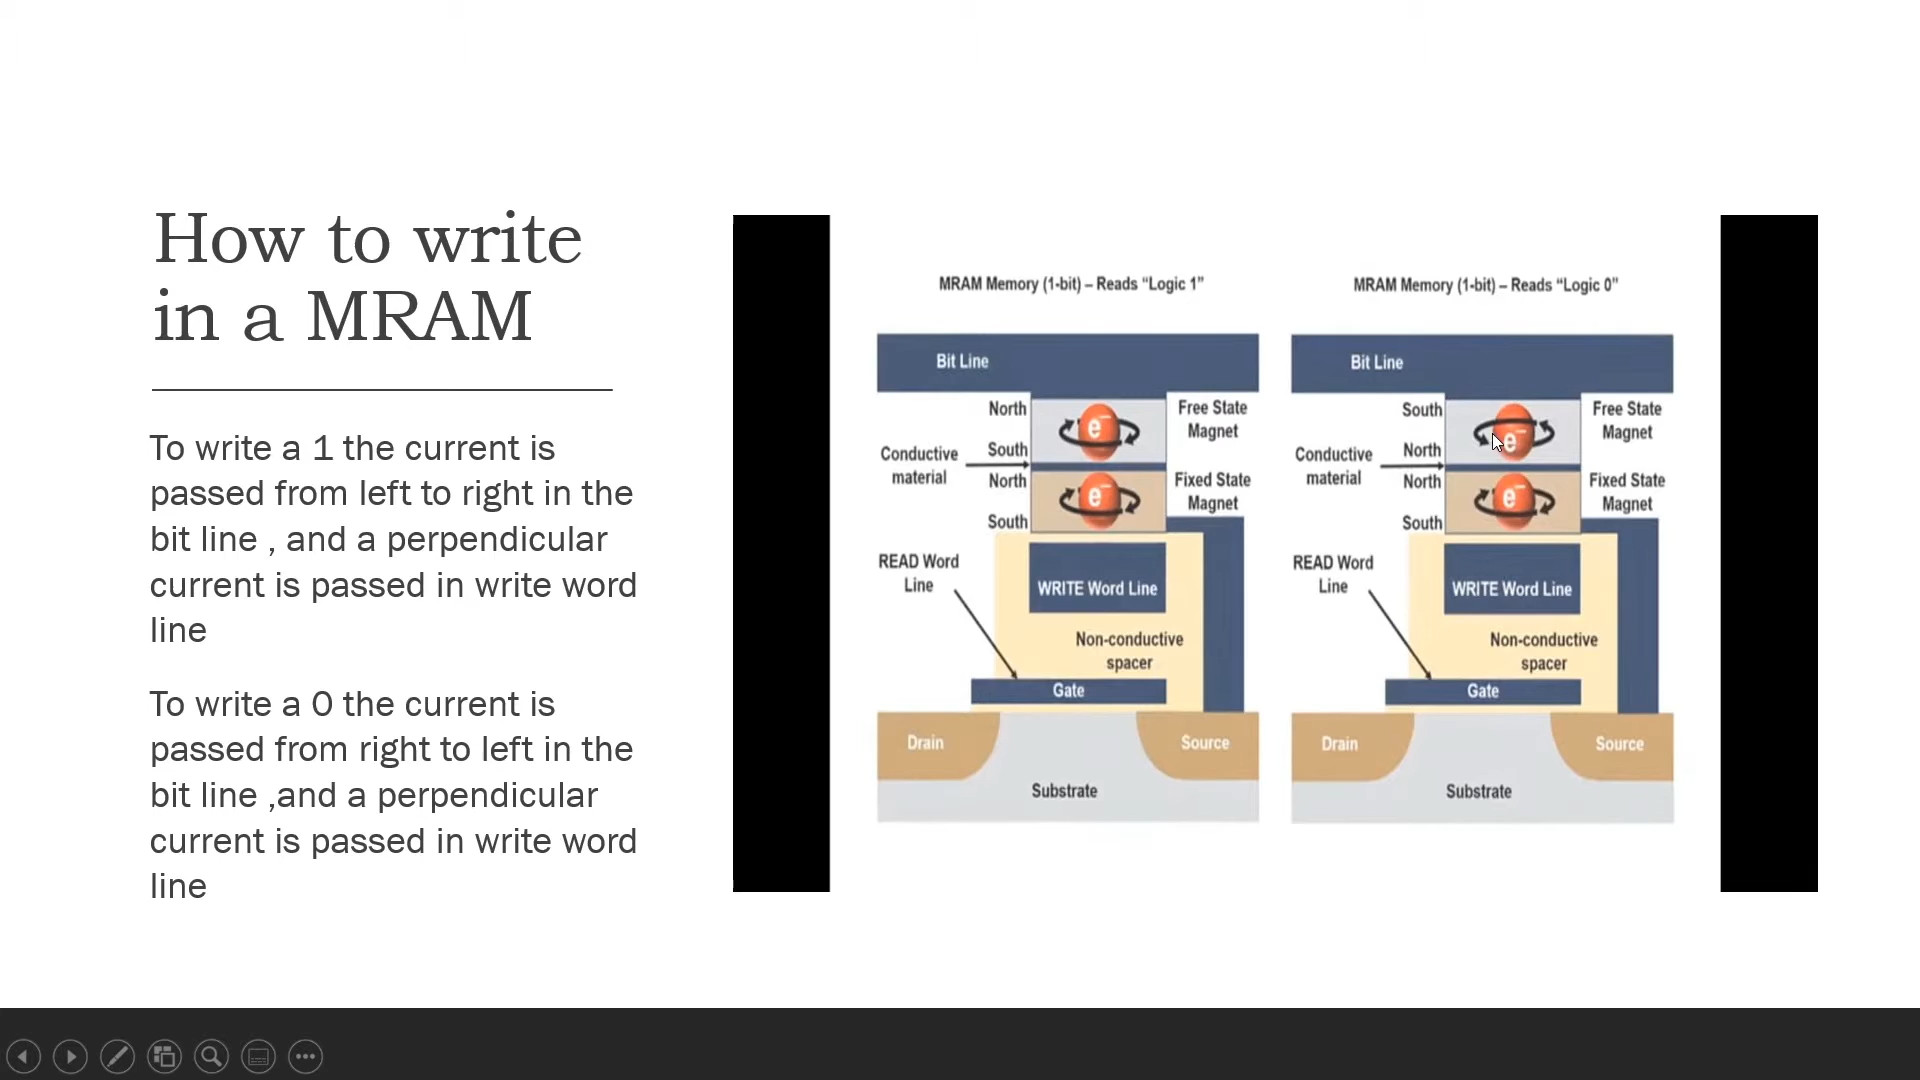 How to write
in a MRAM
To write a 1 the current is
passed from left to right in the
bit line , and a perpendicular
current is passed in write word
line
To write a 0 the current is
passed from right to left in the
bit line ,and a perpendicular
current is passed in write word
line
MRAM Memory (1-bit) – Reads “Logic 1”
Bit Line
North
South
North
South
Conductive
material
e-
e-
Free State
Magnet
Fixed State
Magnet
READ Word
Line
WRITE Word Line
Non-conductive
spacer
Gate
Drain
Source
Substrate
MRAM Memory (1-bit) – Reads “Logic 0”
Bit Line
South
North
North
South
Conductive
material
e-
e-
Free State
Magnet
Fixed State
Magnet
READ Word
Line
WRITE Word Line
Non-conductive
spacer
Gate
Drain
Source
Substrate